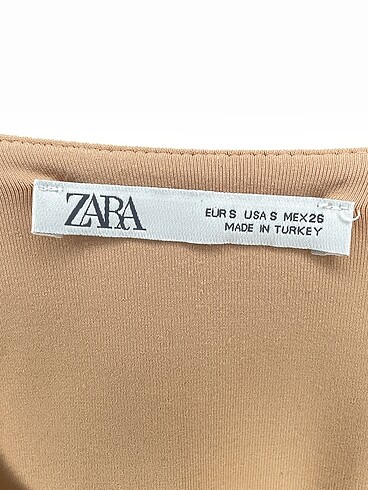 ZARA
EUR S USA S MEX 26
MADE IN TURKEY